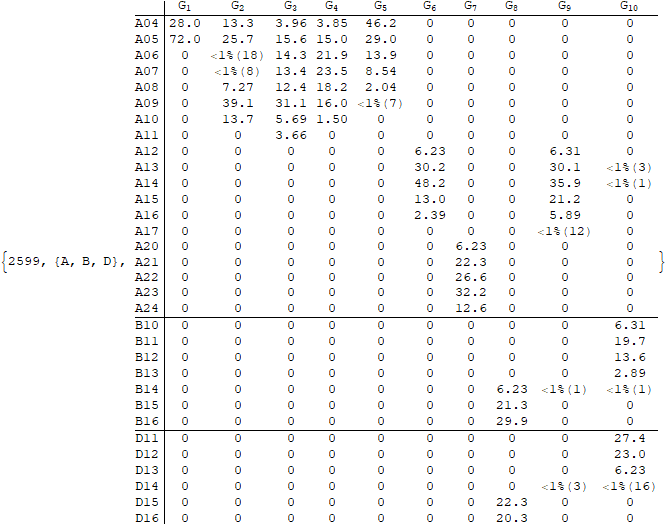 G₁ G₂ G₃ G₄ G₅ G₆ G₇ G₈ G₉ G₁₀
A04 28.0 13.3 3.96 3.85 46.2 0 0 0 0 0
A05 72.0 25.7 15.6 15.0 29.0 0 0 0 0 0
A06 0 <1%(18) 14.3 21.9 13.9 0 0 0 0 0
A07 0 <1%(8) 13.4 23.5 8.54 0 0 0 0 0
A08 0 7.27 12.4 18.2 2.04 0 0 0 0 0
A09 0 39.1 31.1 16.0 <1%(7) 0 0 0 0 0
A10 0 13.7 5.69 1.50 0 0 0 0 0 0
A11 0 0 3.66 0 0 0 0 0 0 0
A12 0 0 0 0 0 6.23 0 0 6.31 0
A13 0 0 0 0 0 30.2 0 0 30.1 <1%(3)
A14 0 0 0 0 0 48.2 0 0 35.9 <1%(1)
A15 0 0 0 0 0 13.0 0 0 21.2 0
A16 0 0 0 0 0 2.39 0 0 5.89 0
A17 0 0 0 0 0 0 0 0 <1%(12) 0
A20 0 0 0 0 0 0 6.23 0 0 0
{2599, {A, B, D}, A21 0 0 0 0 0 0 22.3 0 0 0 }
A22 0 0 0 0 0 0 26.6 0 0 0
A23 0 0 0 0 0 0 32.2 0 0 0
A24 0 0 0 0 0 0 12.6 0 0 0
B10 0 0 0 0 0 0 0 0 0 6.31
B11 0 0 0 0 0 0 0 0 0 19.7
B12 0 0 0 0 0 0 0 0 0 13.6
B13 0 0 0 0 0 0 0 0 0 2.89
B14 0 0 0 0 0 0 0 6.23 <1%(1) <1%(1)
B15 0 0 0 0 0 0 0 21.3 0 0
B16 0 0 0 0 0 0 0 29.9 0 0
D11 0 0 0 0 0 0 0 0 0 27.4
D12 0 0 0 0 0 0 0 0 0 23.0
D13 0 0 0 0 0 0 0 0 0 6.23
D14 0 0 0 0 0 0 0 0 <1%(3) <1%(16)
D15 0 0 0 0 0 0 0 22.3 0 0
D16 0 0 0 0 0 0 0 20.3 0 0